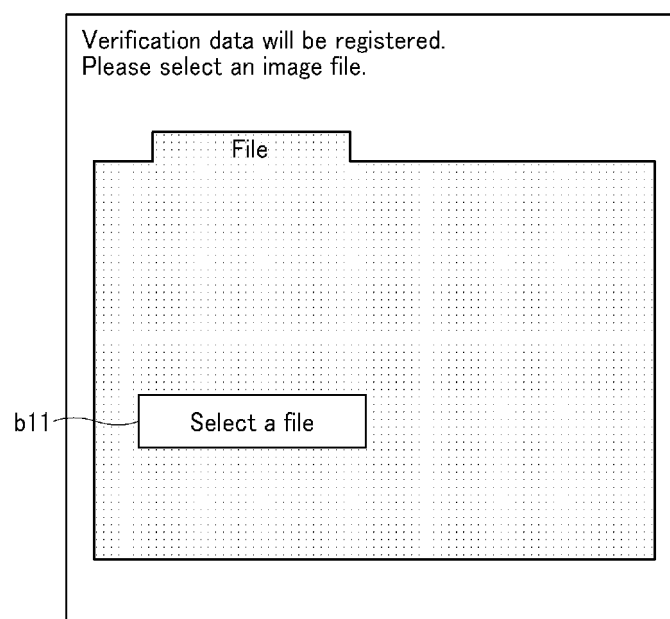 Verification data will be registered.
Please select an image file.
File
b11
Select a file